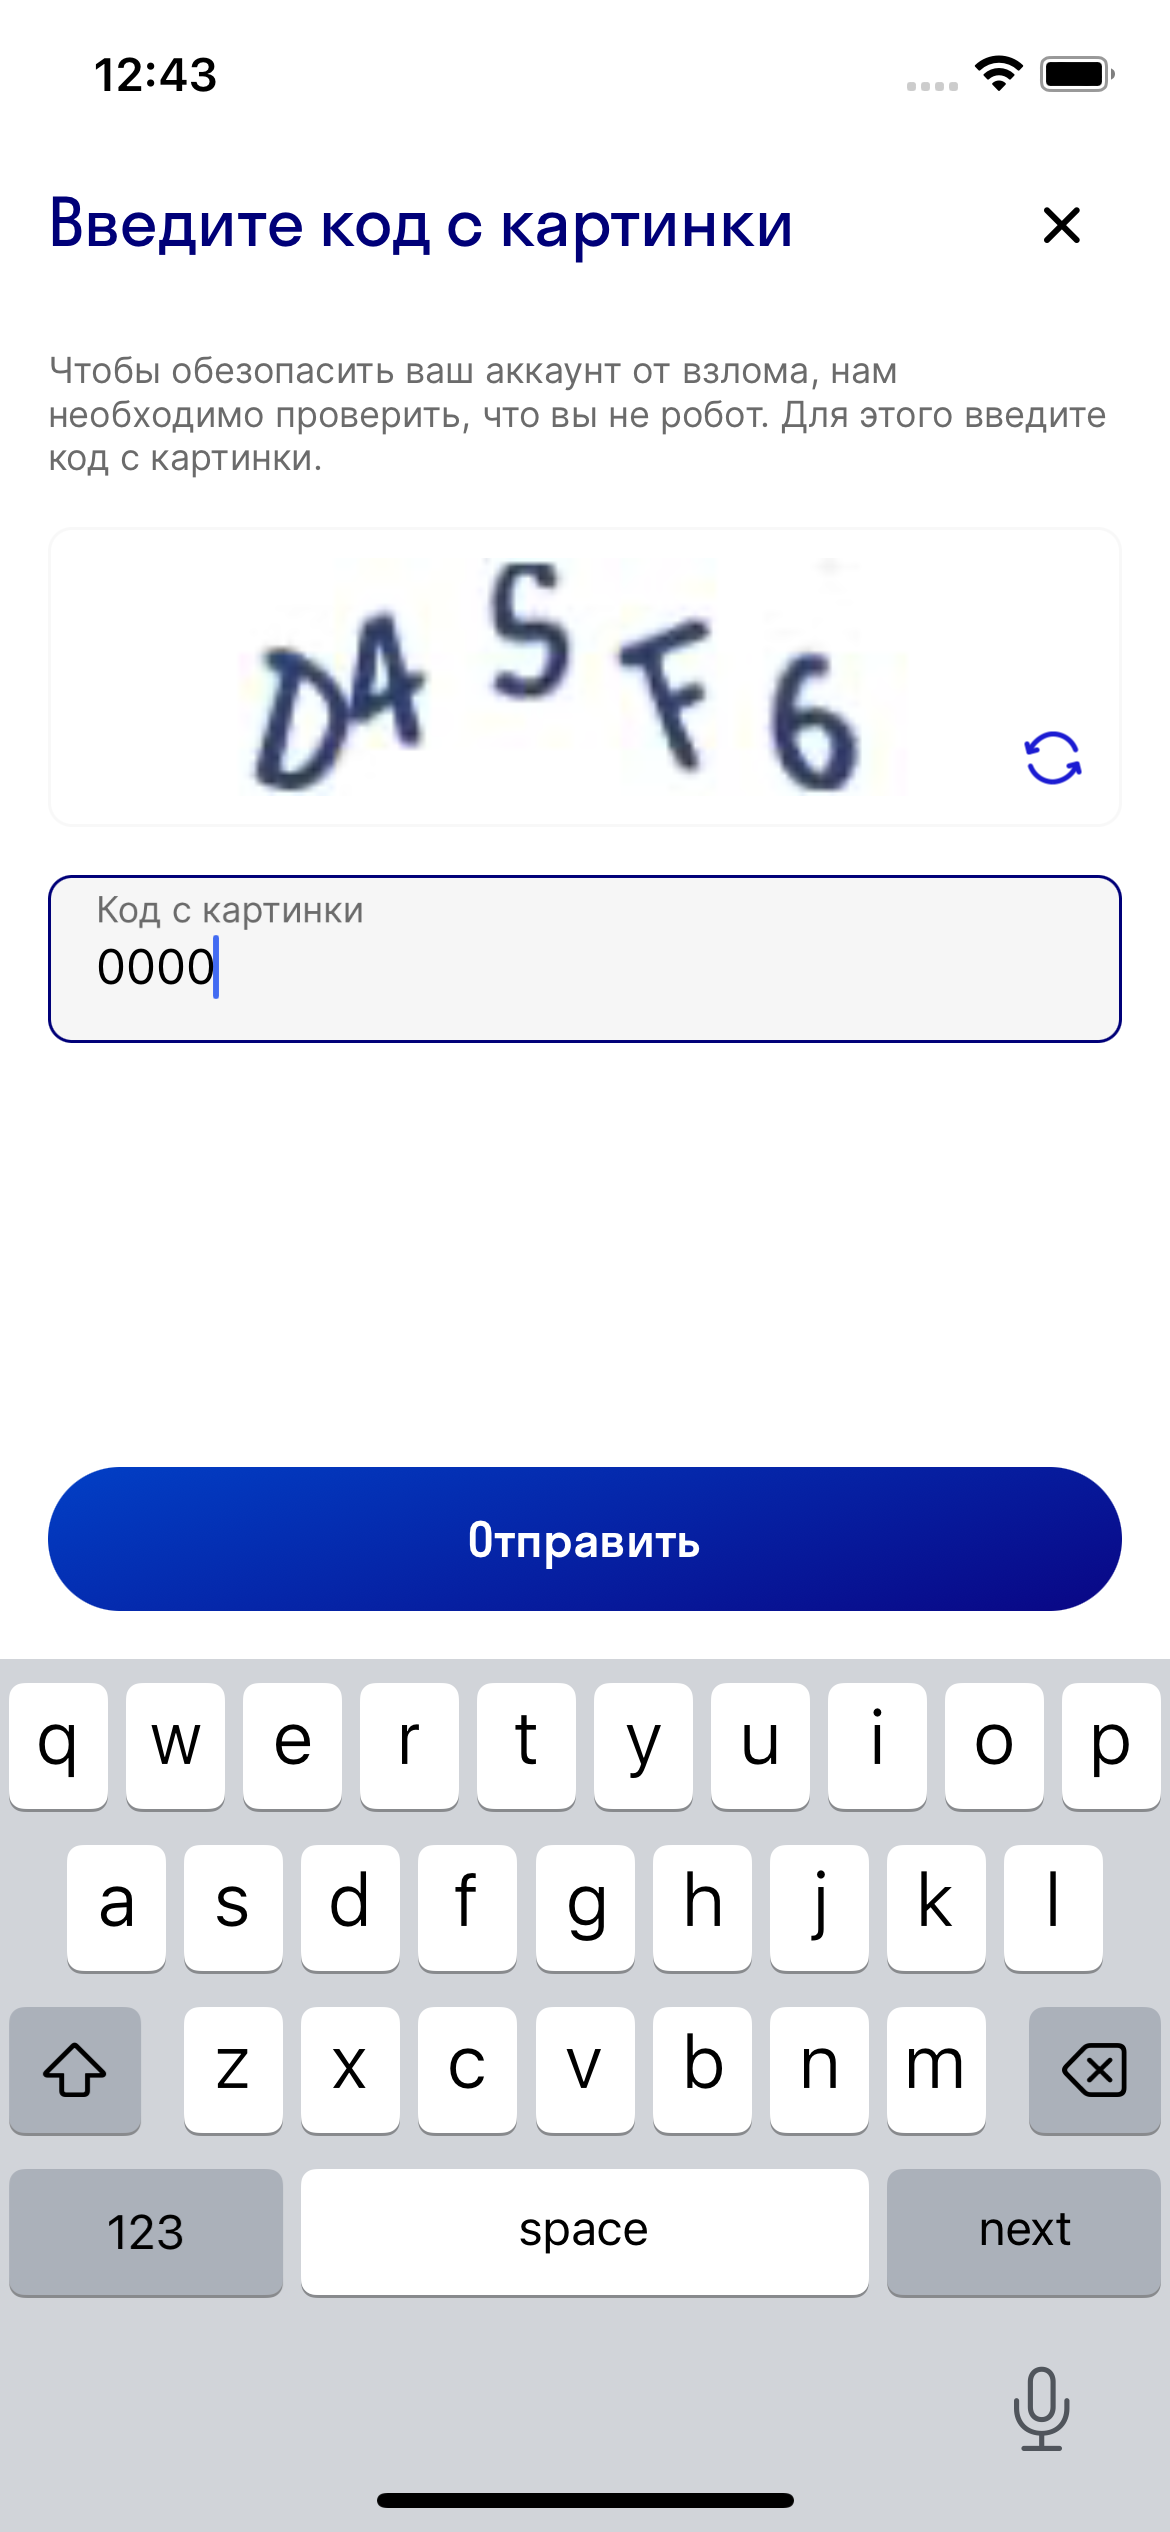 12:43
Введите код с картинки
Чтобы обезопасить ваш аккаунт от взлома, нам
необходимо проверить, что вы не робот. Для этого введите
код с картинки.
DASF6
Код с картинки
0000
Отправить
q w e r t y u i o p
a s d f g h j k l
z x c v b n m
123 space next